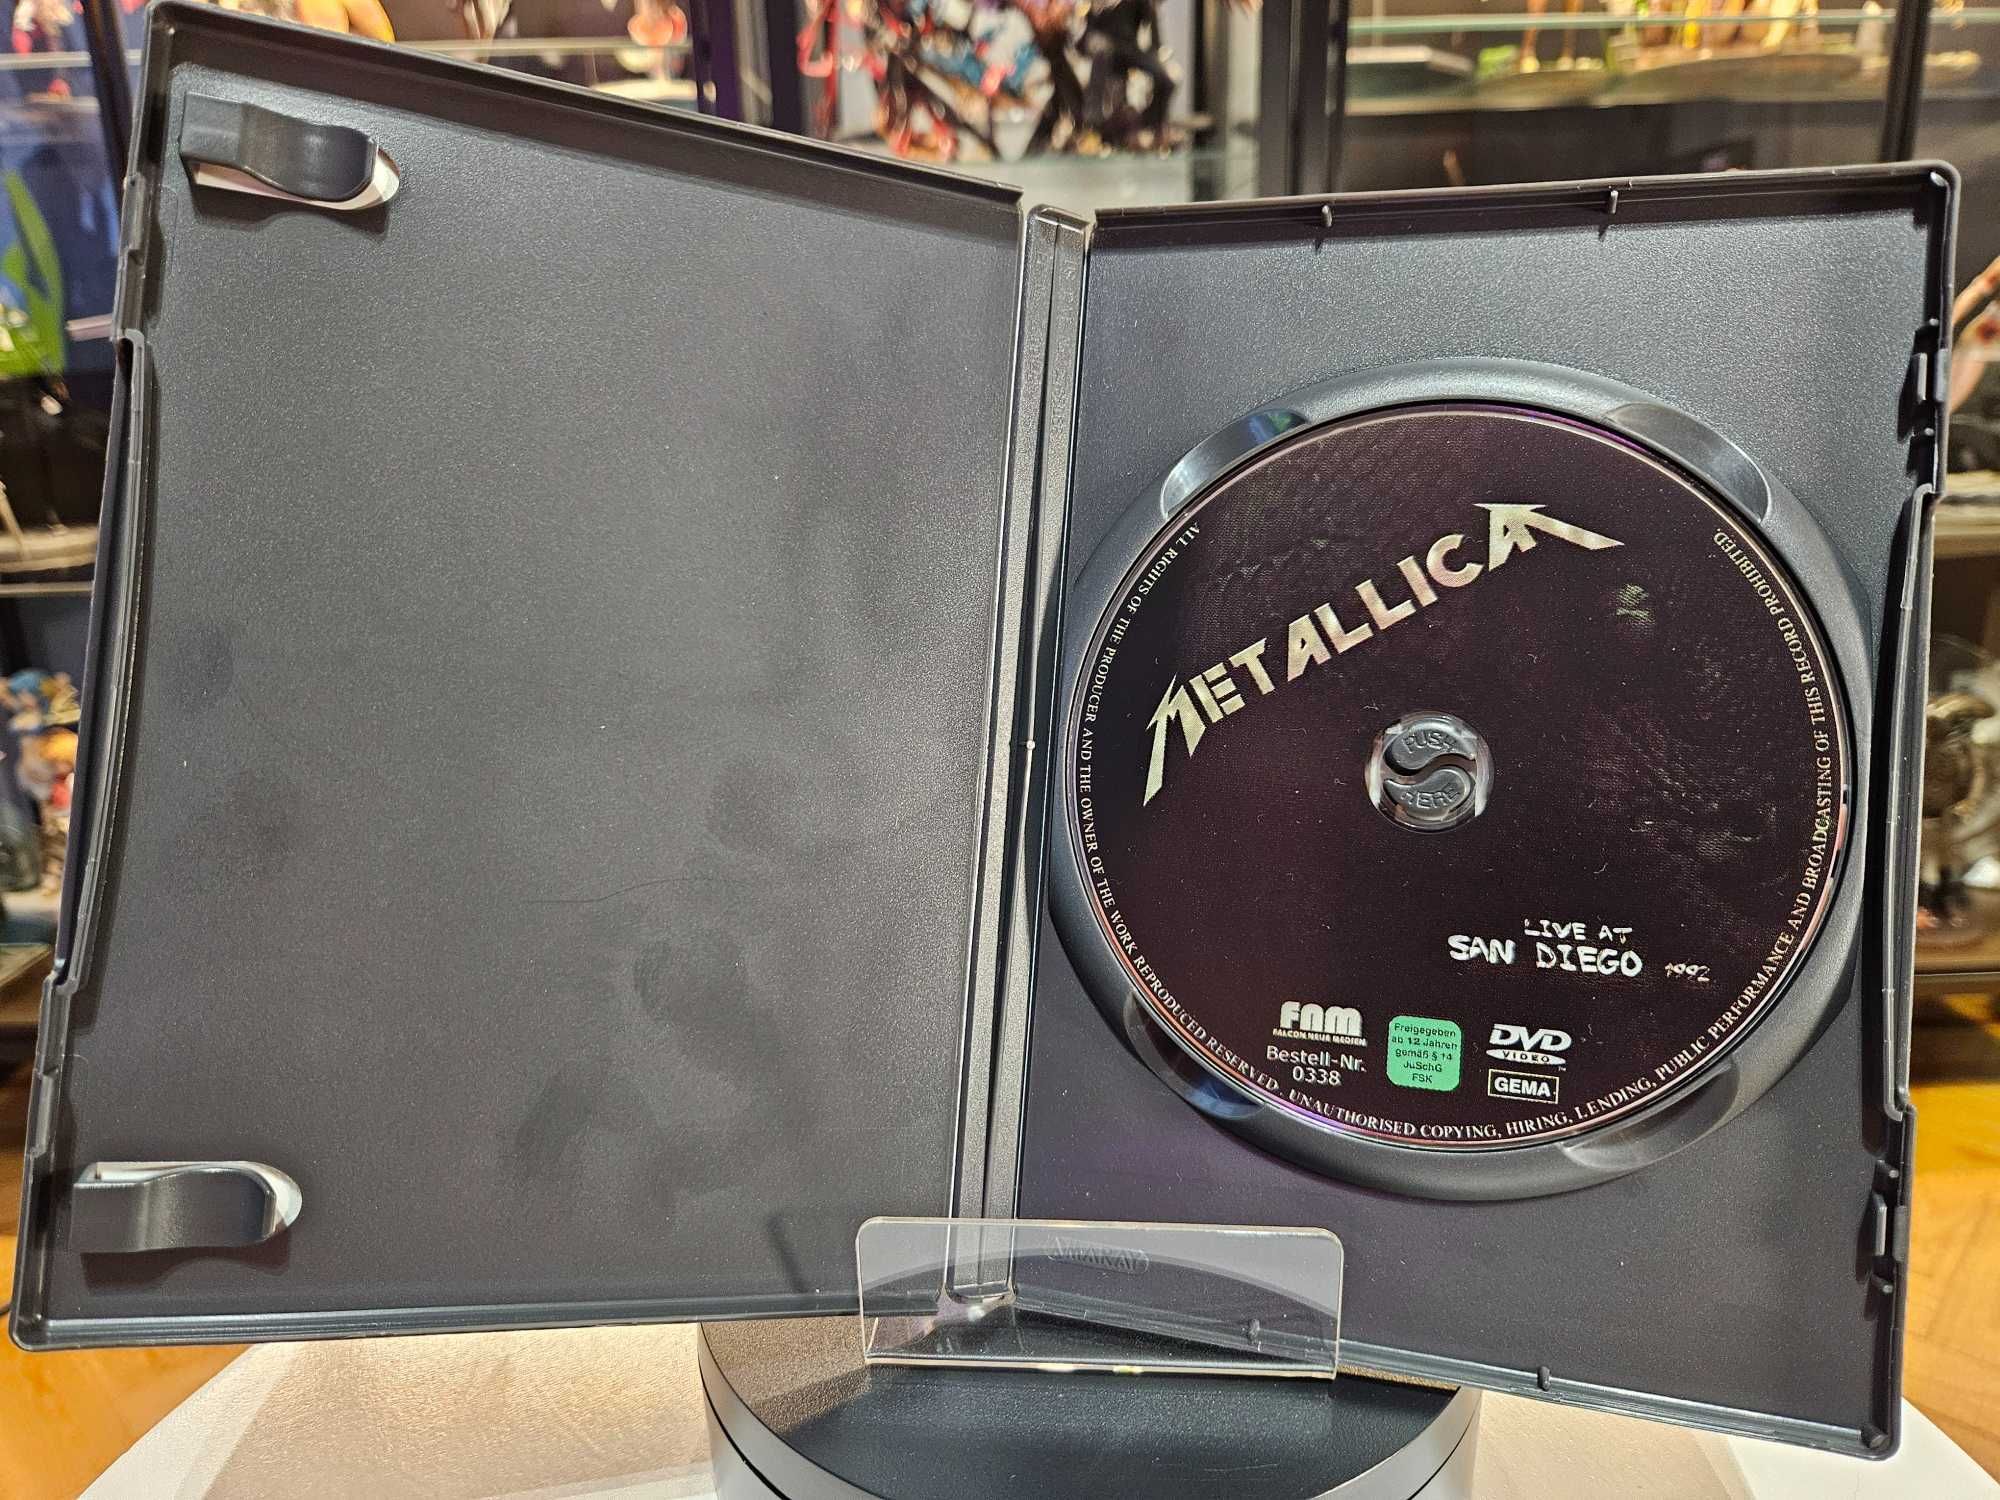 METALLICA
PUSH
HERE
LIVE AT
SAN DIEGO 1992
FNM
FALCON NEUE MEDIEN
Bestell-Nr.
0338
Freigegeben
ab 12 Jahren
gemäß § 14
JuSchG
FSK
DVD
VIDEO
TM
GEMA
ALL RIGHTS OF THE PRODUCER AND THE OWNER OF THE WORK REPRODUCED RESERVED. UNAUTHORISED COPYING, HIRING, LENDING, PUBLIC PERFORMANCE AND BROADCASTING OF THIS RECORD PROHIBITED.
AMARAY